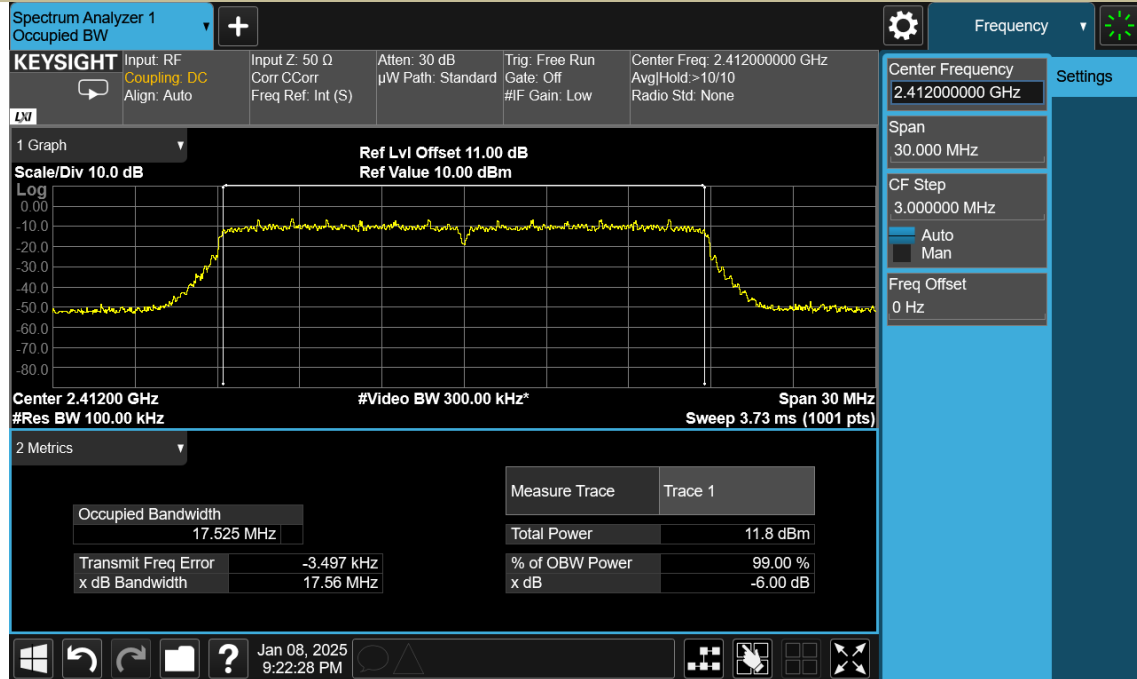 Spectrum Analyzer 1
Occupied BW
+
Frequency
KEYSIGHT
LXI
Input: RF
Coupling: DC
Align: Auto
Input Z: 50 Ω
Corr CCorr
Freq Ref: Int (S)
Atten: 30 dB
µW Path: Standard
Trig: Free Run
Gate: Off
#IF Gain: Low
Center Freq: 2.412000000 GHz
Avg|Hold:>10/10
Radio Std: None
Center Frequency
2.412000000 GHz
Settings
Span
30.000 MHz
CF Step
3.000000 MHz
Auto
Man
Freq Offset
0 Hz
1 Graph
Scale/Div 10.0 dB
Ref Lvl Offset 11.00 dB
Ref Value 10.00 dBm
Log
0.00
-10.0
-20.0
-30.0
-40.0
-50.0
-60.0
-70.0
-80.0
Center 2.41200 GHz
#Video BW 300.00 kHz*
Span 30 MHz
#Res BW 100.00 kHz
Sweep 3.73 ms (1001 pts)
2 Metrics
Measure Trace Trace 1
Occupied Bandwidth
17.525 MHz
Total Power 11.8 dBm
Transmit Freq Error -3.497 kHz
% of OBW Power 99.00 %
x dB Bandwidth 17.56 MHz
x dB -6.00 dB
?
Jan 08, 2025
9:22:28 PM